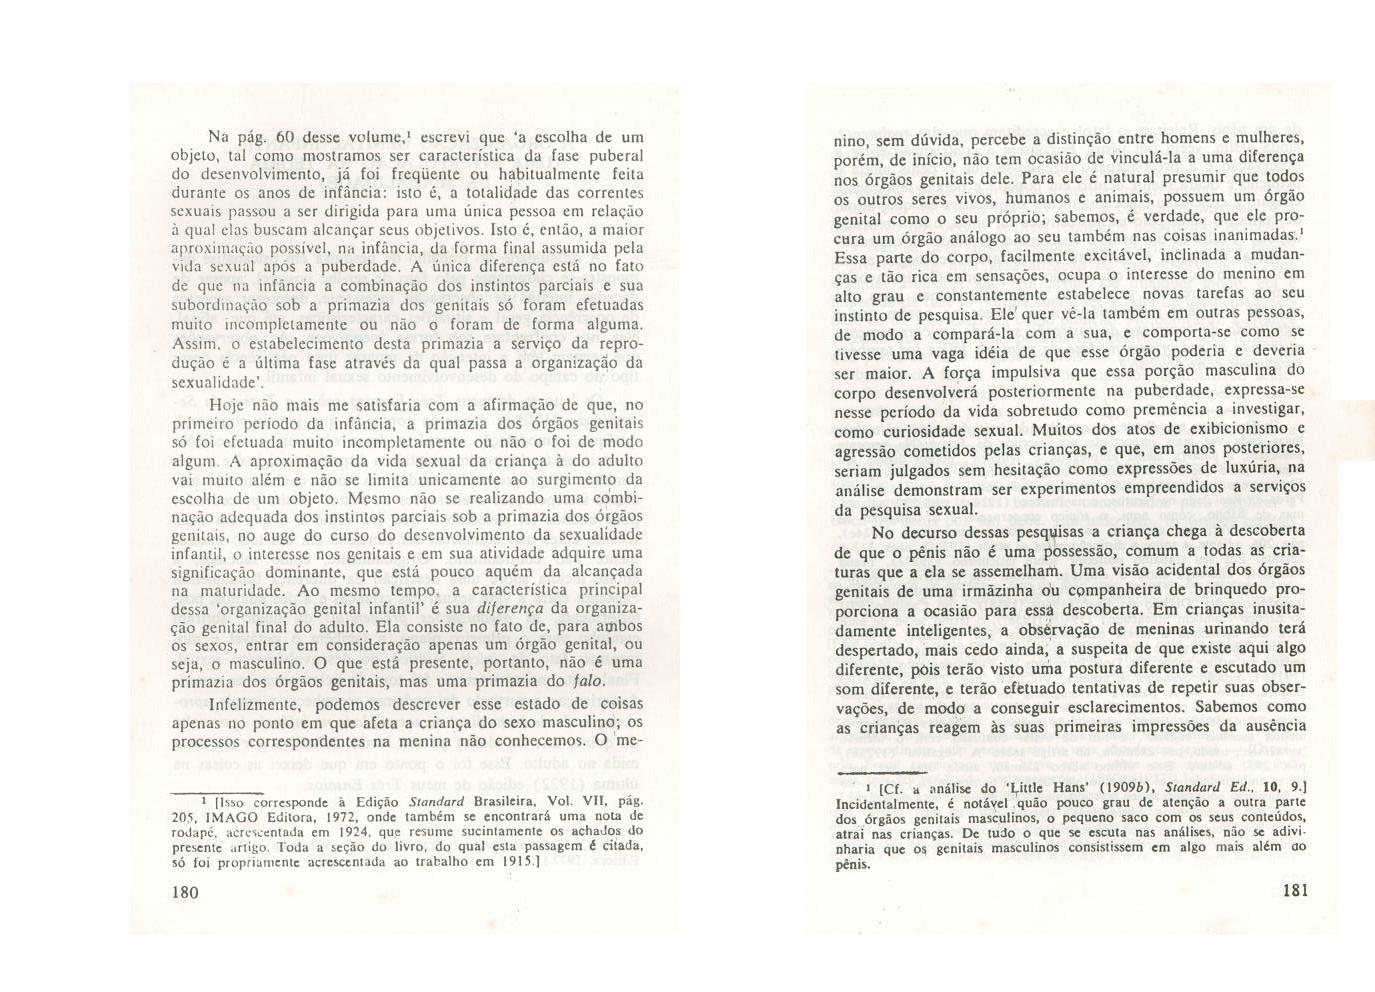 Na pág. 60 desse volume,¹ escrevi que ‘a escolha de um
objeto, tal como mostramos ser característica da fase puberal
do desenvolvimento, já foi freqüente ou habitualmente feita
durante os anos de infância: isto é, a totalidade das correntes
sexuais passou a ser dirigida para uma única pessoa em relação
à qual elas buscam alcançar seus objetivos. Isto é, então, a maior
aproximação possível, na infância, da forma final assumida pela
vida sexual após a puberdade. A única diferença está no fato
de que na infância a combinação dos instintos parciais e sua
subordinação sob a primazia dos genitais só foram efetuadas
muito incompletamente ou não o foram de forma alguma.
Assim, o estabelecimento desta primazia a serviço da repro-
dução é a última fase através da qual passa a organização da
sexualidade’.
Hoje não mais me satisfaria com a afirmação de que, no
primeiro período da infância, a primazia dos órgãos genitais
só foi efetuada muito incompletamente ou não o foi de modo
algum. A aproximação da vida sexual da criança à do adulto
vai muito além e não se limita unicamente ao surgimento da
escolha de um objeto. Mesmo não se realizando uma combi-
nação adequada dos instintos parciais sob a primazia dos órgãos
genitais, no auge do curso do desenvolvimento da sexualidade
infantil, o interesse nos genitais e em sua atividade adquire uma
significação dominante, que está pouco aquém da alcançada
na maturidade. Ao mesmo tempo, a característica principal
dessa ‘organização genital infantil’ é sua diferença da organiza-
ção genital final do adulto. Ela consiste no fato de, para ambos
os sexos, entrar em consideração apenas um órgão genital, ou
seja, o masculino. O que está presente, portanto, não é uma
primazia dos órgãos genitais, mas uma primazia do falo.
Infelizmente, podemos descrever esse estado de coisas
apenas no ponto em que afeta a criança do sexo masculino; os
processos correspondentes na menina não conhecemos. O me-
¹ [Isso corresponde à Edição Standard Brasileira, Vol. VII, pág.
205, IMAGO Editora, 1972, onde também se encontrará uma nota de
rodapé, acrescentada em 1924, que resume sucintamente os achados do
presente artigo. Toda a seção do livro, do qual esta passagem é citada,
só foi propriamente acrescentada ao trabalho em 1915.]
180
nino, sem dúvida, percebe a distinção entre homens e mulheres,
porém, de início, não tem ocasião de vinculá-la a uma diferença
nos órgãos genitais dele. Para ele é natural presumir que todos
os outros seres vivos, humanos e animais, possuem um órgão
genital como o seu próprio; sabemos, é verdade, que ele pro-
cura um órgão análogo ao seu também nas coisas inanimadas.¹
Essa parte do corpo, facilmente excitável, inclinada a mudan-
ças e tão rica em sensações, ocupa o interesse do menino em
alto grau e constantemente estabelece novas tarefas ao seu
instinto de pesquisa. Ele quer vê-la também em outras pessoas,
de modo a compará-la com a sua, e comporta-se como se
tivesse uma vaga idéia de que esse órgão poderia e deveria
ser maior. A força impulsiva que essa porção masculina do
corpo desenvolverá posteriormente na puberdade, expressa-se
nesse período da vida sobretudo como premência a investigar,
como curiosidade sexual. Muitos dos atos de exibicionismo e
agressão cometidos pelas crianças, e que, em anos posteriores,
seriam julgados sem hesitação como expressões de luxúria, na
análise demonstram ser experimentos empreendidos a serviços
da pesquisa sexual.
No decurso dessas pesquisas a criança chega à descoberta
de que o pênis não é uma possessão, comum a todas as cria-
turas que a ela se assemelham. Uma visão acidental dos órgãos
genitais de uma irmãzinha ou companheira de brinquedo pro-
porciona a ocasião para essa descoberta. Em crianças inusita-
damente inteligentes, a observação de meninas urinando terá
despertado, mais cedo ainda, a suspeita de que existe aqui algo
diferente, pois terão visto uma postura diferente e escutado um
som diferente, e terão efetuado tentativas de repetir suas obser-
vações, de modo a conseguir esclarecimentos. Sabemos como
as crianças reagem às suas primeiras impressões da ausência
¹ [Cf. a análise do ‘Little Hans’ (1909b), Standard Ed., 10, 9.]
Incidentalmente, é notável quão pouco grau de atenção a outra parte
dos órgãos genitais masculinos, o pequeno saco com os seus conteúdos,
atrai nas crianças. De tudo o que se escuta nas análises, não se adivi-
nharia que os genitais masculinos consistissem em algo mais além do
pênis.
181